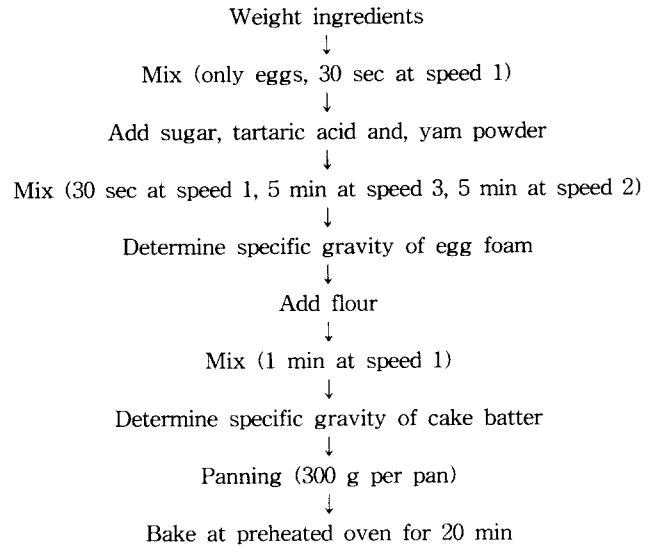 Weight ingredients
↓
Mix (only eggs, 30 sec at speed 1)
↓
Add sugar, tartaric acid and, yam powder
↓
Mix (30 sec at speed 1, 5 min at speed 3, 5 min at speed 2)
↓
Determine specific gravity of egg foam
↓
Add flour
↓
Mix (1 min at speed 1)
↓
Determine specific gravity of cake batter
↓
Panning (300 g per pan)
↓
Bake at preheated oven for 20 min